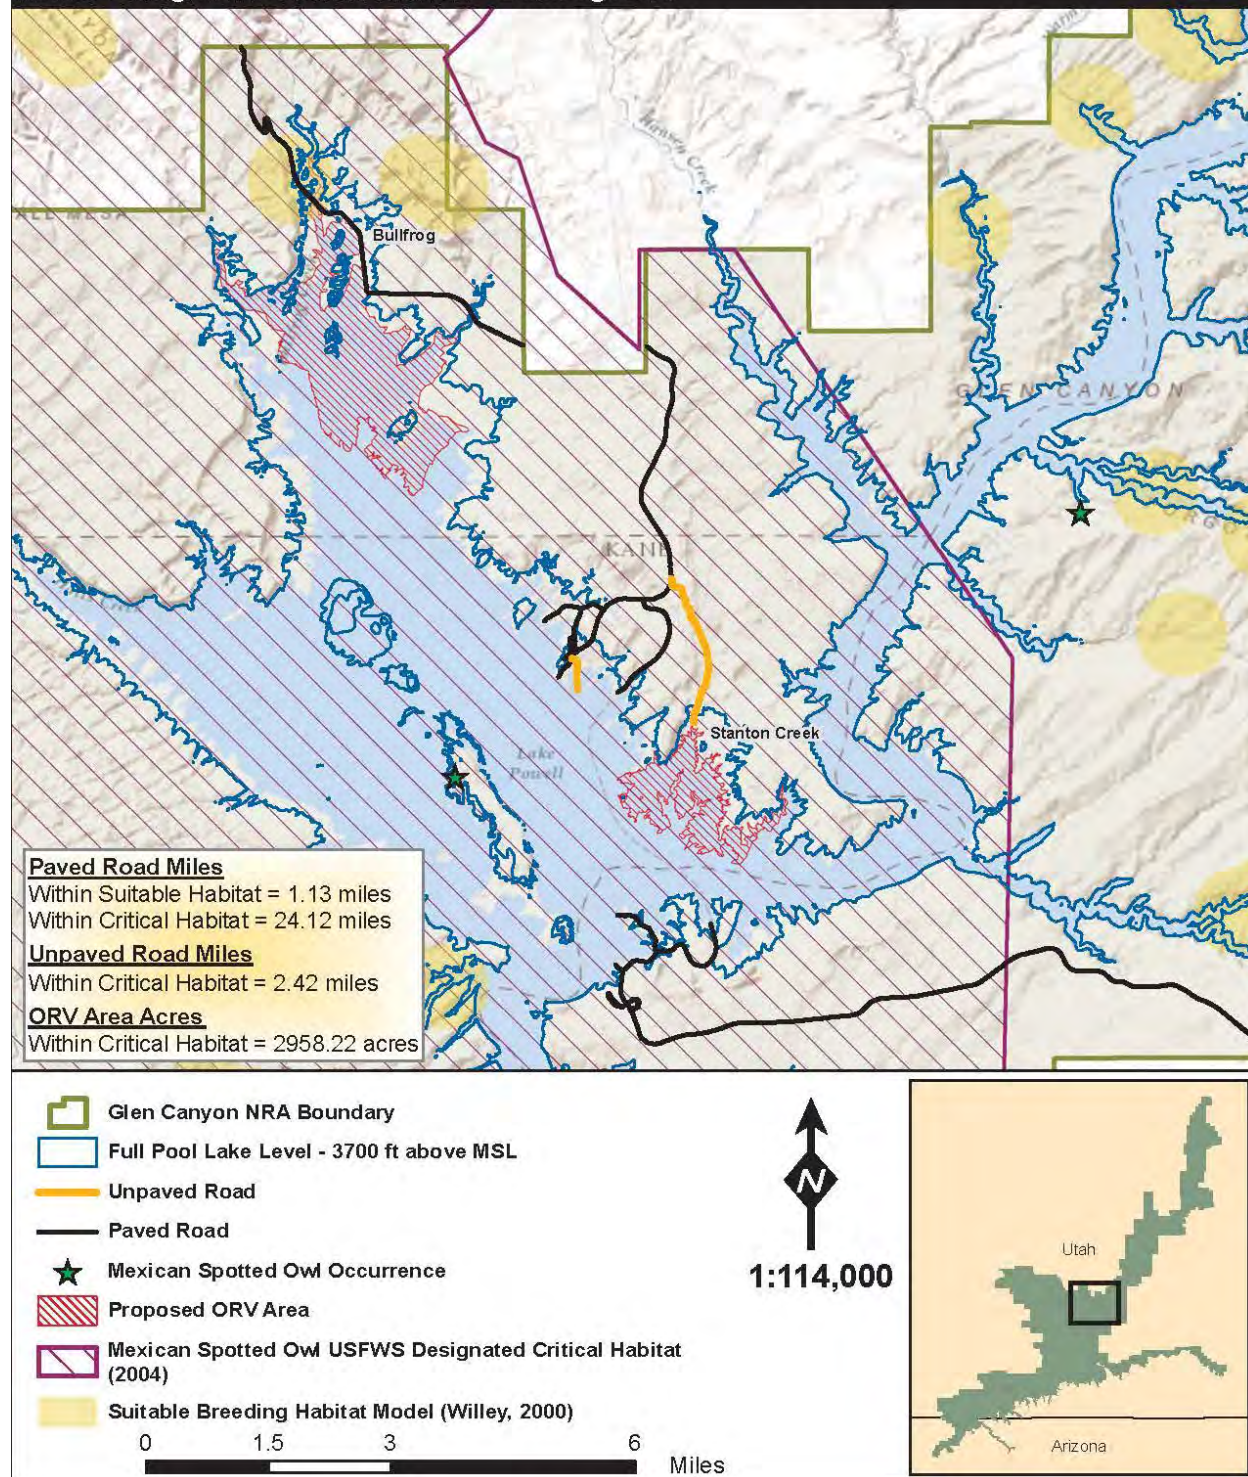 Bullfrog
Hansen Creek
GLEN CANYON
KANE
Lake
Powell
Stanton Creek
Paved Road Miles
Within Suitable Habitat = 1.13 miles
Within Critical Habitat = 24.12 miles
Unpaved Road Miles
Within Critical Habitat = 2.42 miles
ORV Area Acres
Within Critical Habitat = 2958.22 acres
Glen Canyon NRA Boundary
Full Pool Lake Level - 3700 ft above MSL
Unpaved Road
Paved Road
Mexican Spotted Owl Occurrence
Proposed ORV Area
Mexican Spotted Owl USFWS Designated Critical Habitat
(2004)
Suitable Breeding Habitat Model (Willey, 2000)
0 1.5 3 6
Miles
N
1:114,000
Utah
Arizona